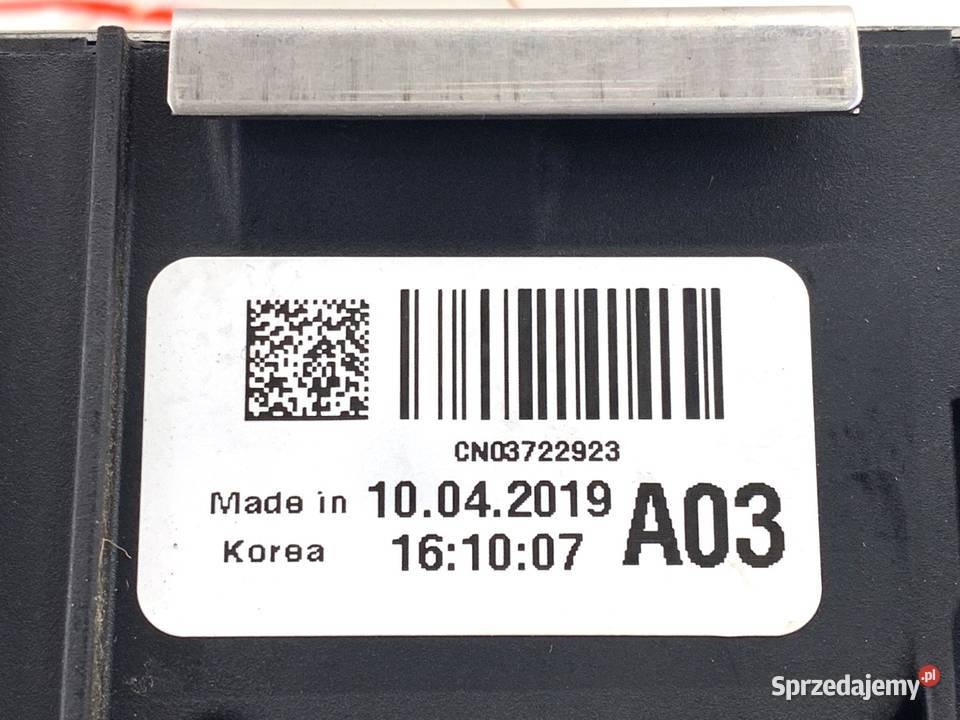 CN03722923
Made in 10.04.2019 A03
Korea 16:10:07
Sprzedajemy.pl